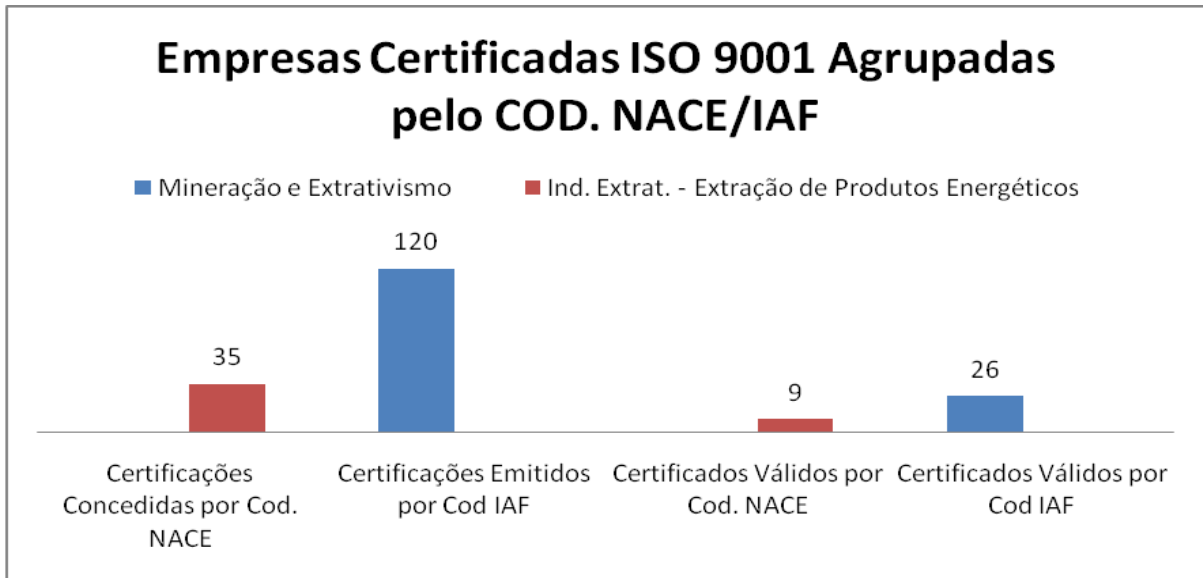 Empresas Certificadas ISO 9001 Agrupadas
pelo COD. NACE/IAF
Mineração e Extrativismo
Ind. Extrat. - Extração de Produtos Energéticos
120
35
9
26
Certificações
Concedidas por Cod.
NACE
Certificações Emitidos
por Cod IAF
Certificados Válidos por
Cod. NACE
Certificados Válidos por
Cod IAF